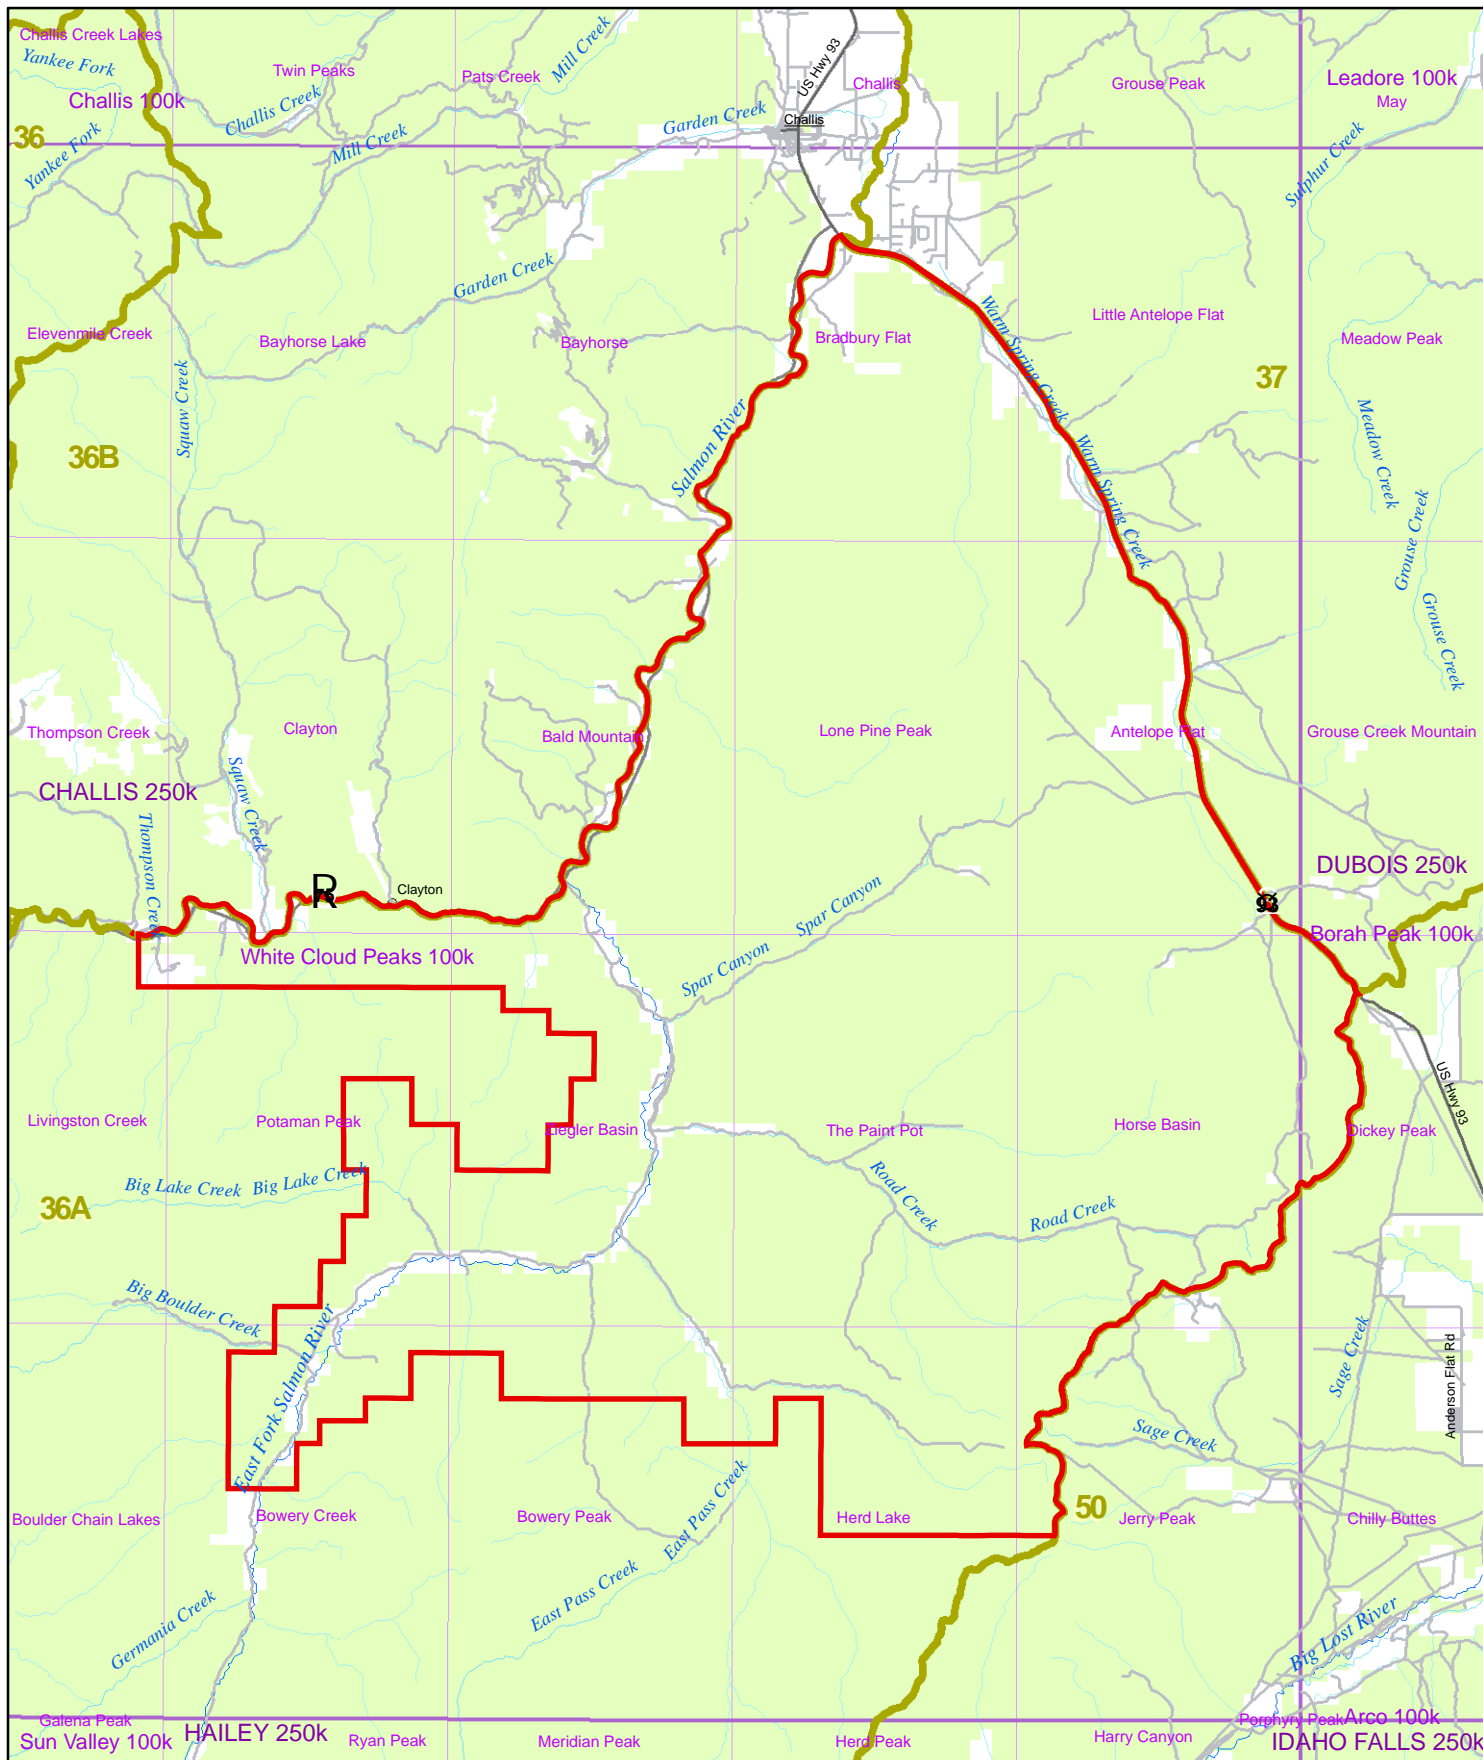 Challis Creek Lakes
Yankee Fork
Twin Peaks
Pats Creek
Mill Creek
US Hwy 93
Challis
Grouse Peak
Leadore 100k
May
Challis 100k
Challis Creek
Garden Creek
Challis
36
Mill Creek
Yankee Fork
Sulphur Creek
Garden Creek
Warm Spring Creek
Little Antelope Flat
Elevenmile Creek
Bayhorse Lake
Bayhorse
Bradbury Flat
Meadow Peak
37
Squaw Creek
Salmon River
Meadow Creek
36B
Warm Spring Creek
Grouse Creek
Grouse Creek
Thompson Creek
Clayton
Bald Mountain
Lone Pine Peak
Antelope Flat
Grouse Creek Mountain
CHALLIS 250k
Squaw Creek
Thompson Creek
DUBOIS 250k
R
Clayton
Spar Canyon
93
Borah Peak 100k
White Cloud Peaks 100k
Spar Canyon
US Hwy 93
Livingston Creek
Potaman Peak
Ziegler Basin
The Paint Pot
Horse Basin
Dickey Peak
Big Lake Creek
Big Lake Creek
Road Creek
Road Creek
36A
Big Boulder Creek
East Fork Salmon River
Sage Creek
Anderson Flat Rd
Sage Creek
East Pass Creek
50
Boulder Chain Lakes
Bowery Creek
Bowery Peak
Herd Lake
Jerry Peak
Chilly Buttes
East Pass Creek
Germania Creek
Big Lost River
Galena Peak
Sun Valley 100k
HAILEY 250k
Ryan Peak
Meridian Peak
Herd Peak
Harry Canyon
Porphyry Peak
Arco 100k
IDAHO FALLS 250k